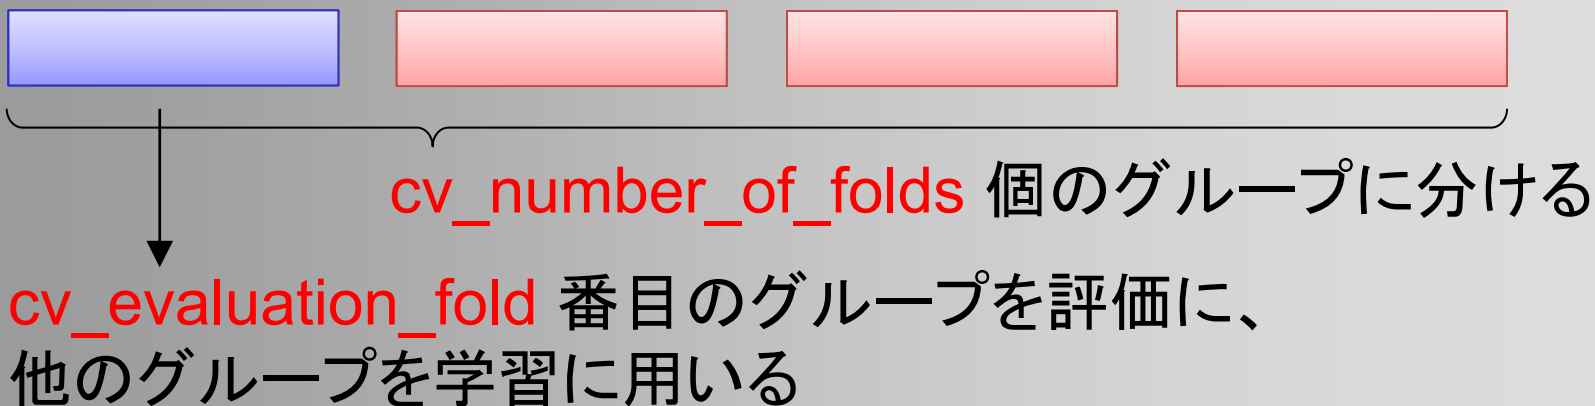 cv_number_of_folds 個のグループに分ける
cv_evaluation_fold 番目のグループを評価に、
他のグループを学習に用いる